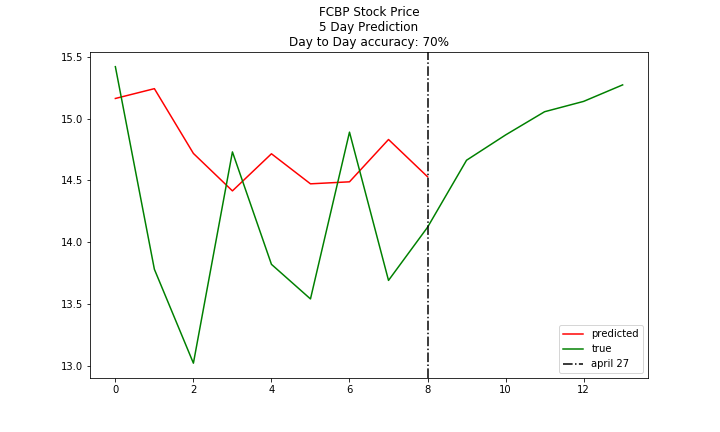 FCBP Stock Price
5 Day Prediction
Day to Day accuracy: 70%
15.5
15.0
14.5
14.0
13.5
13.0
0 2 4 6 8 10 12
predicted
true
april 27